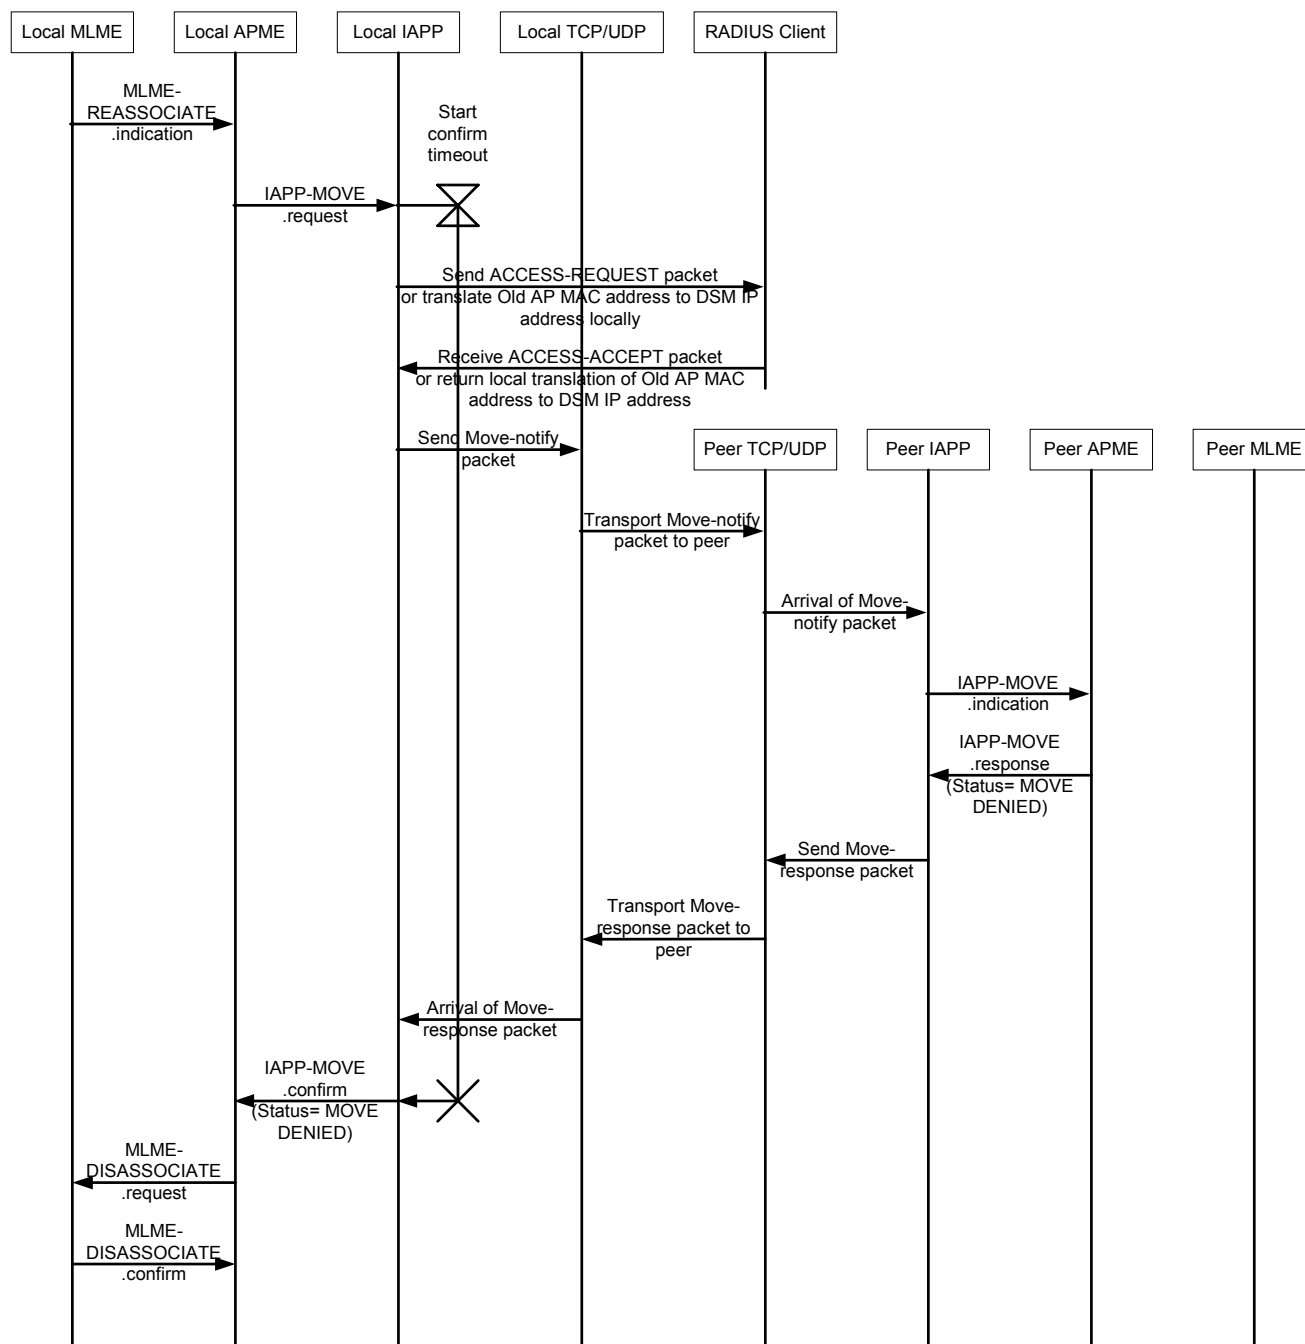 Local MLME
Local APME
Local IAPP
Local TCP/UDP
RADIUS Client
MLME-
REASSOCIATE
.indication
Start
confirm
timeout
IAPP-MOVE
.request
Send ACCESS-REQUEST packet
or translate Old AP MAC address to DSM IP
address locally
Receive ACCESS-ACCEPT packet
or return local translation of Old AP MAC
address to DSM IP address
Send Move-notify
packet
Peer TCP/UDP
Peer IAPP
Peer APME
Peer MLME
Transport Move-notify
packet to peer
Arrival of Move-
notify packet
IAPP-MOVE
.indication
IAPP-MOVE
.response
(Status= MOVE
DENIED)
Send Move-
response packet
Transport Move-
response packet to
peer
Arrival of Move-
response packet
IAPP-MOVE
.confirm
(Status= MOVE
DENIED)
MLME-
DISASSOCIATE
.request
MLME-
DISASSOCIATE
.confirm